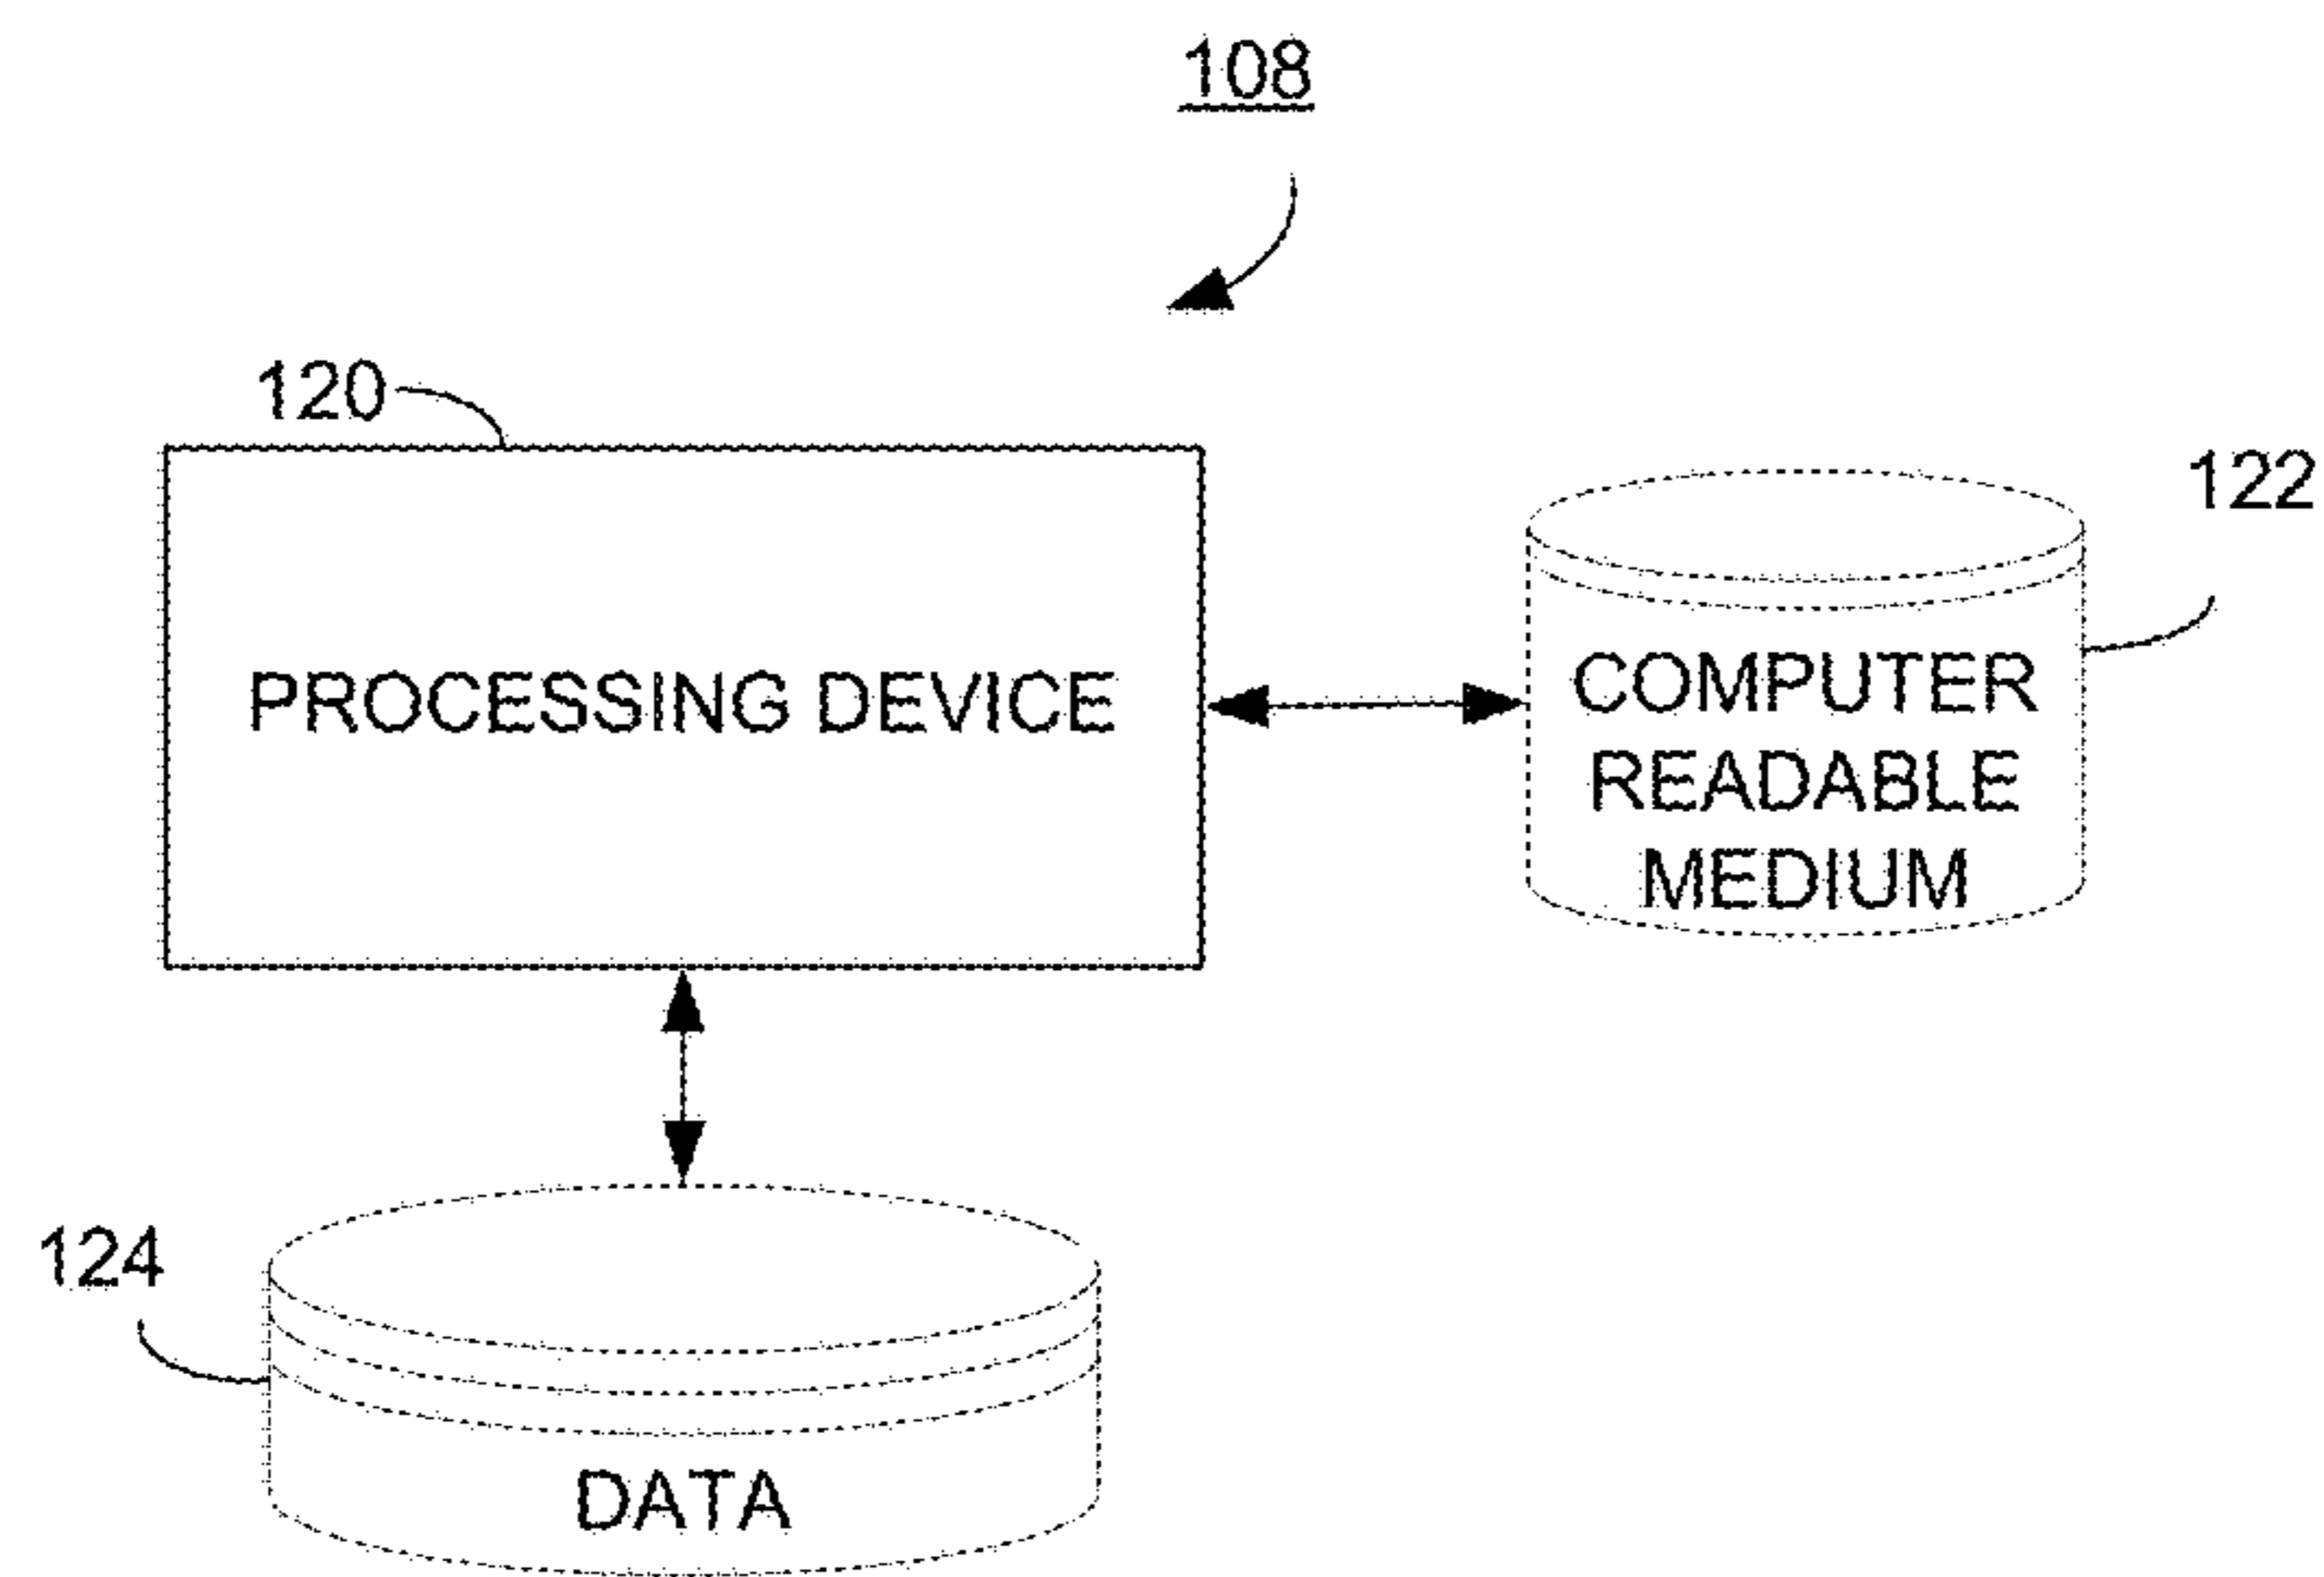 108
120
122
PROCESSING DEVICE
COMPUTER
READABLE
MEDIUM
124
DATA